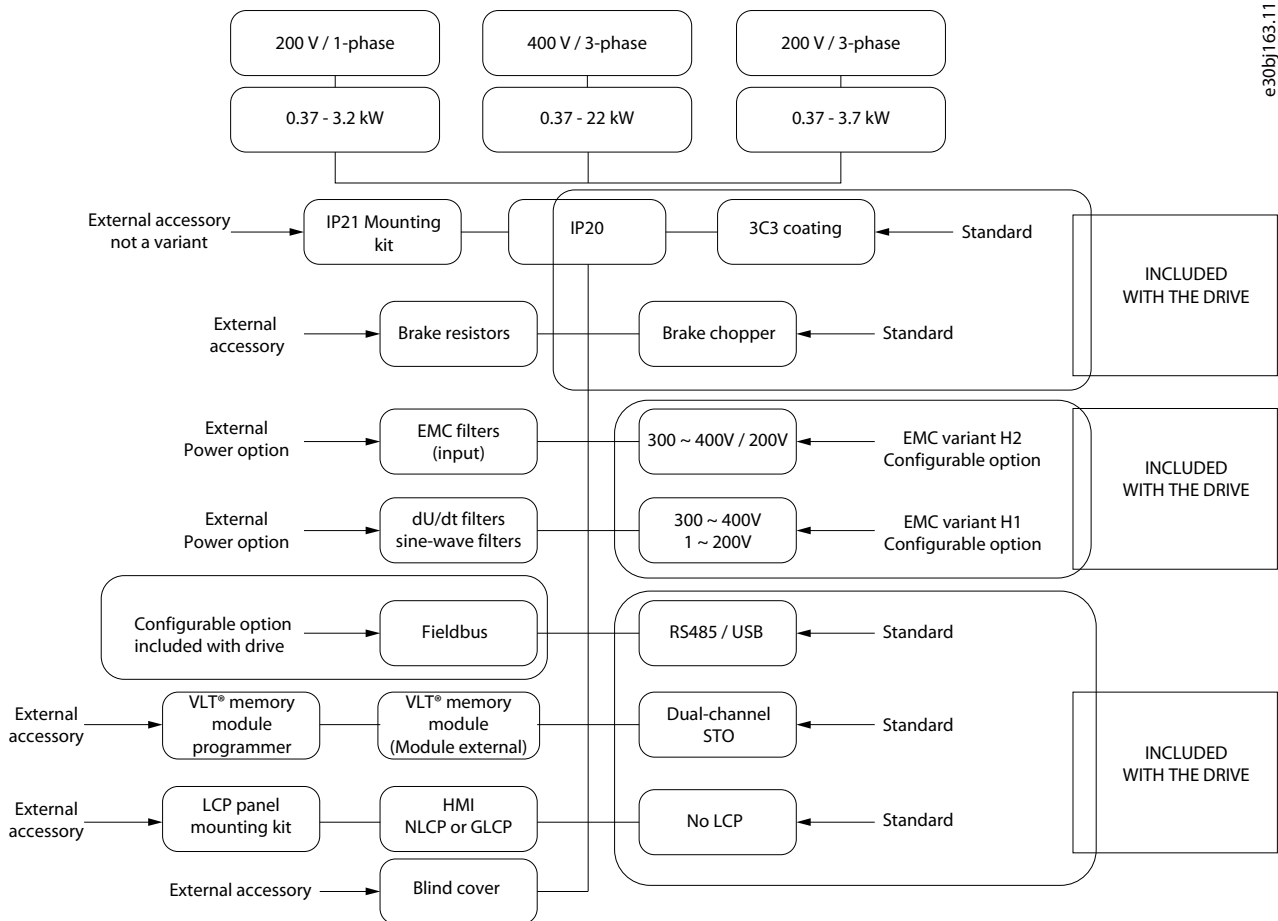 e30bj163.11
200 V / 1-phase
400 V / 3-phase
200 V / 3-phase
0.37 - 3.2 kW
0.37 - 22 kW
0.37 - 3.7 kW
External accessory
not a variant
IP21 Mounting
kit
IP20
3C3 coating
Standard
INCLUDED
WITH THE DRIVE
External
accessory
Brake resistors
Brake chopper
Standard
External
Power option
EMC filters
(input)
300 ~ 400V / 200V
EMC variant H2
Configurable option
INCLUDED
WITH THE DRIVE
External
Power option
dU/dt filters
sine-wave filters
300 ~ 400V
1 ~ 200V
EMC variant H1
Configurable option
Configurable option
included with drive
Fieldbus
RS485 / USB
Standard
External
accessory
VLT® memory
module
programmer
VLT® memory
module
(Module external)
Dual-channel
STO
Standard
INCLUDED
WITH THE DRIVE
External
accessory
LCP panel
mounting kit
HMI
NLCP or GLCP
No LCP
Standard
External accessory
Blind cover